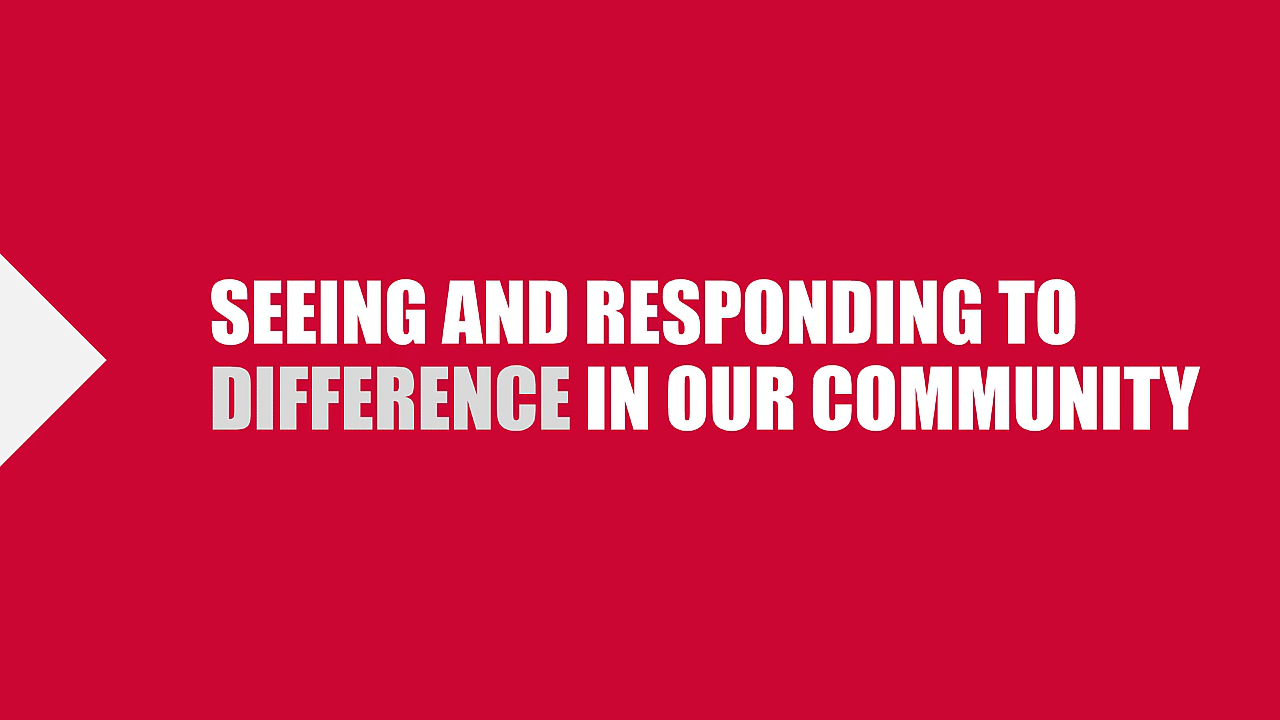 SEEING AND RESPONDING TO
DIFFERENCE IN OUR COMMUNITY